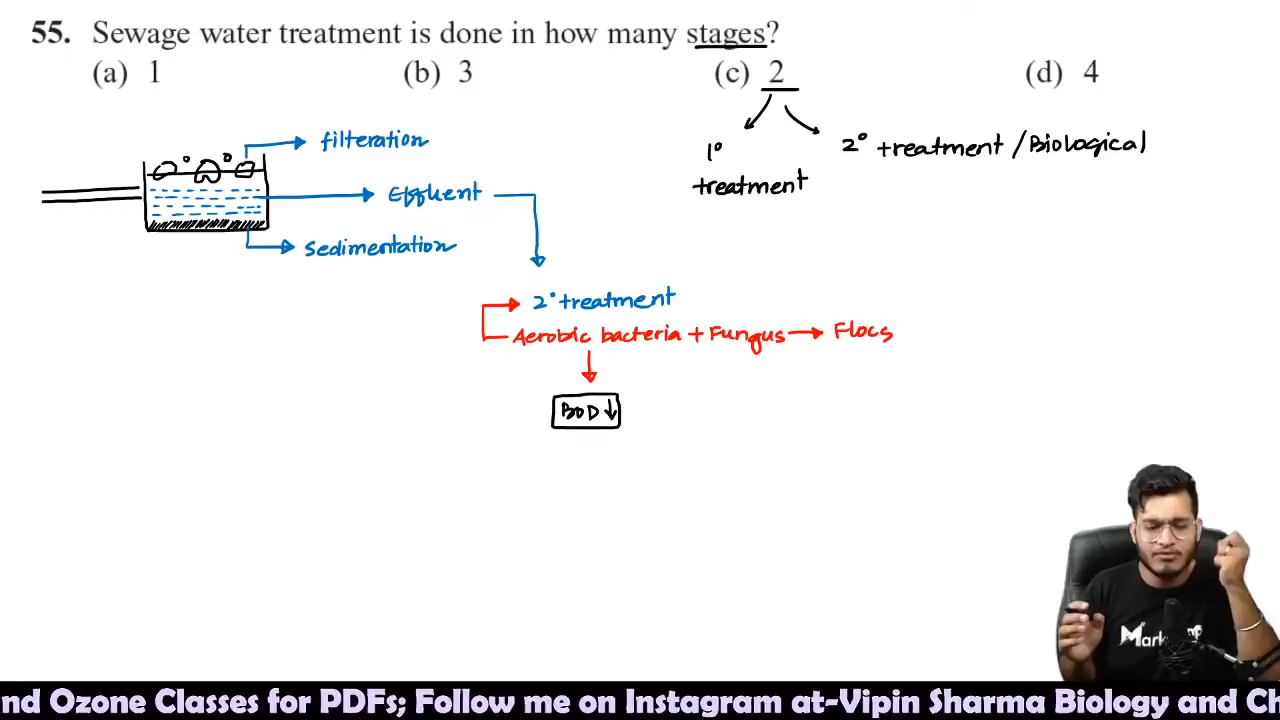 55. Sewage water treatment is done in how many stages?
(a) 1 (b) 3 (c) 2 (d) 4
filteration
1° treatment
2° treatment / Biological
Effluent
Sedimentation
2° treatment
Aerobic bacteria + Fungus → Flocs
BOD ↓
Mark
nd Ozone Classes for PDFs; Follow me on Instagram at-Vipin Sharma Biology and Ch